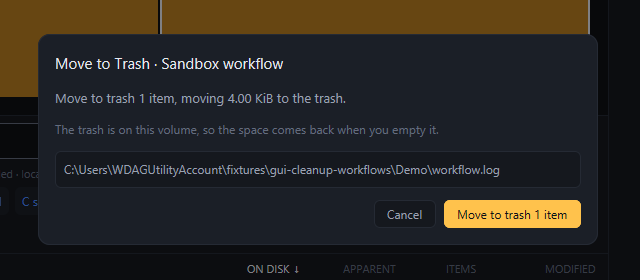 Move to Trash · Sandbox workflow
Move to trash 1 item, moving 4.00 KiB to the trash.
The trash is on this volume, so the space comes back when you empty it.
C:\Users\WDAGUtilityAccount\fixtures\gui-cleanup-workflows\Demo\workflow.log
Cancel
Move to trash 1 item
ON DISK ↓
APPARENT
ITEMS
MODIFIED